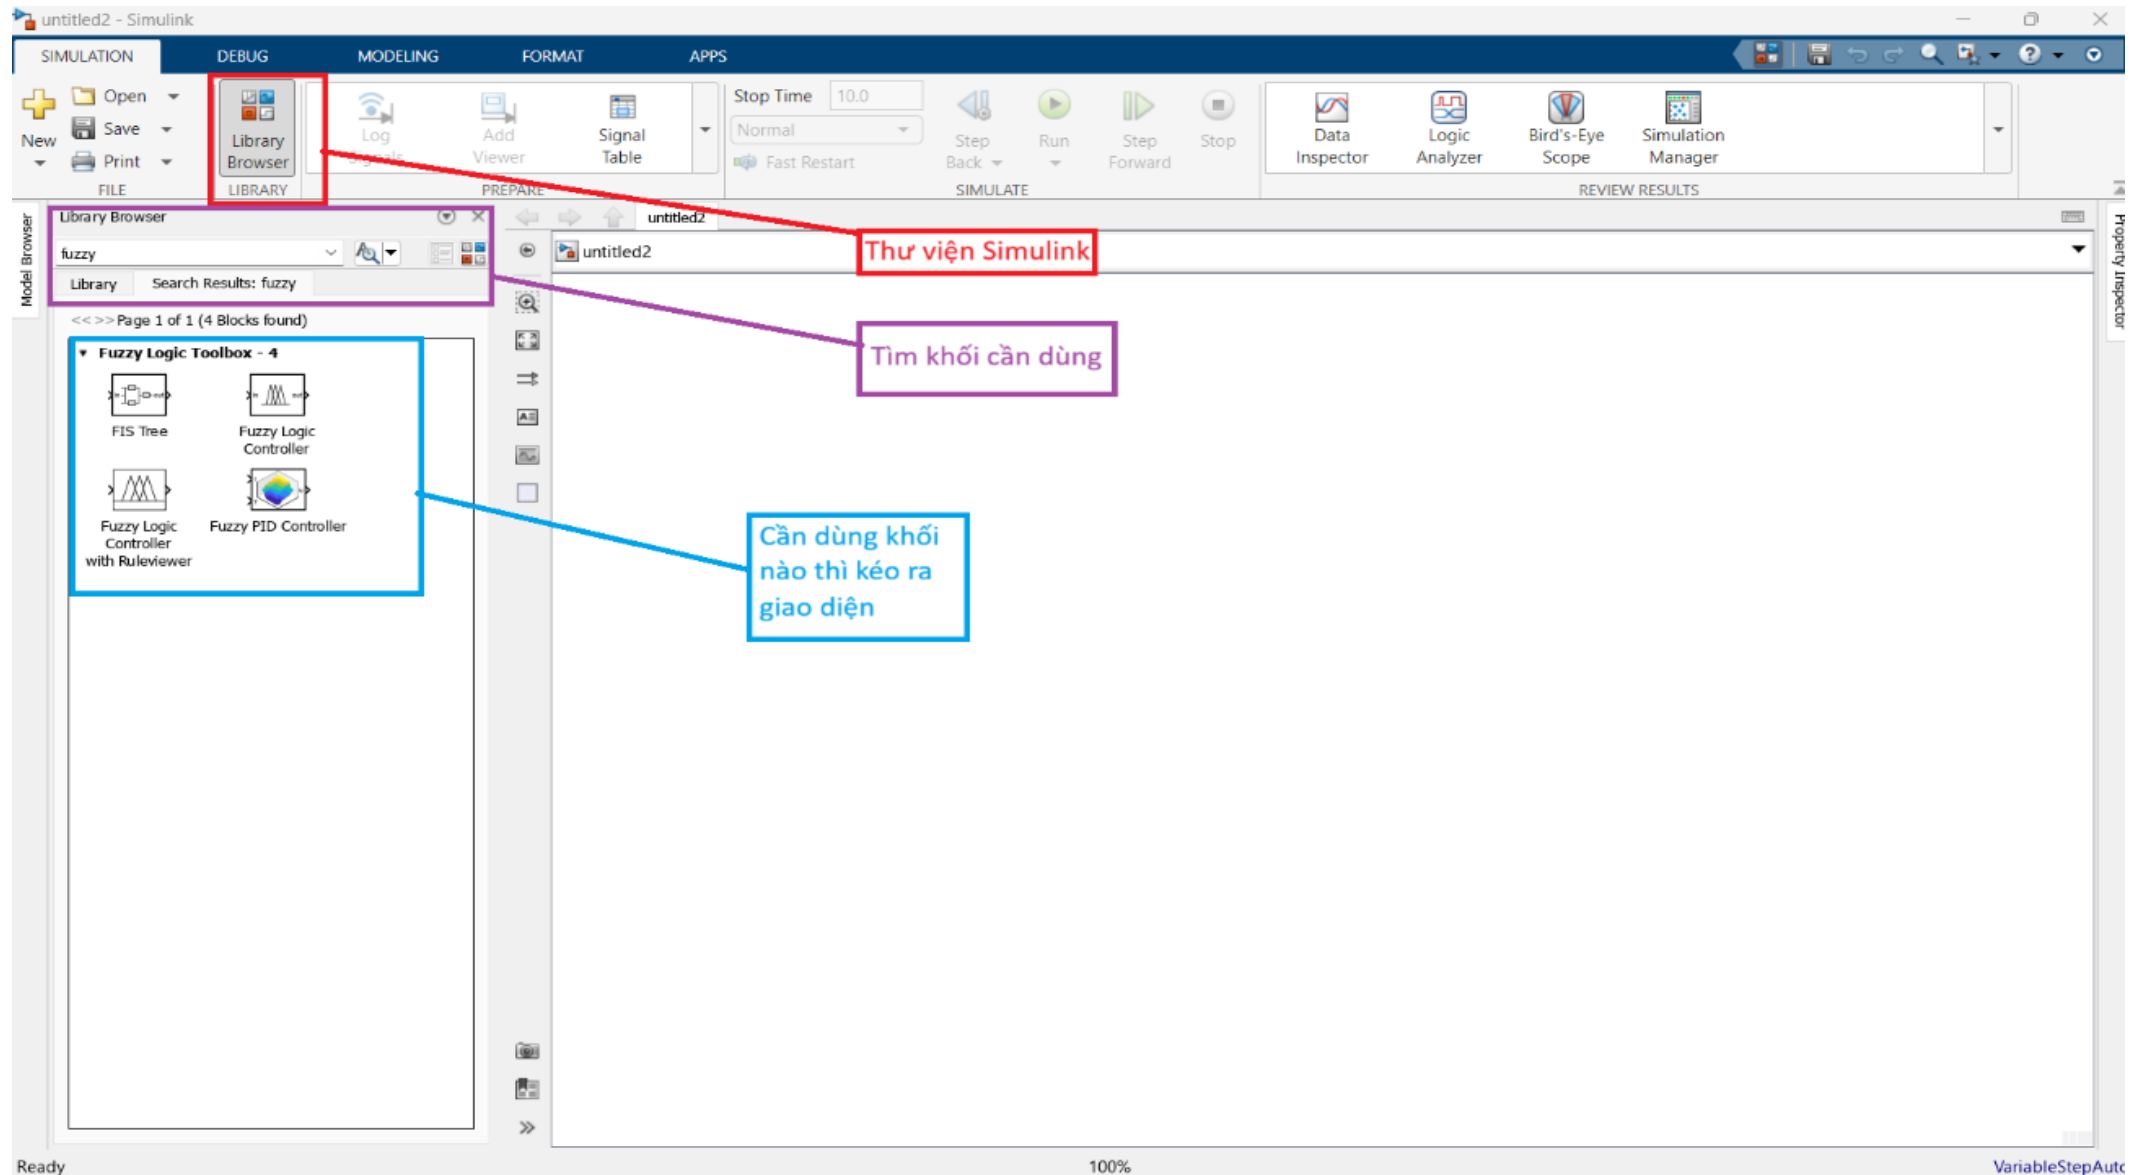 untitled2 - Simulink
SIMULATION DEBUG MODELING FORMAT APPS
New
Open
Save
Print
FILE
Library
Browser
LIBRARY
Log
Signals
Add
Viewer
Signal
Table
PREPARE
Stop Time 10.0
Normal
Fast Restart
Step
Back
Run
Step
Forward
Stop
SIMULATE
Data
Inspector
Logic
Analyzer
Bird's-Eye
Scope
Simulation
Manager
REVIEW RESULTS
Model Browser
Library Browser
fuzzy
Library Search Results: fuzzy
<< >> Page 1 of 1 (4 Blocks found)
Fuzzy Logic Toolbox - 4
FIS Tree
Fuzzy Logic
Controller
Fuzzy Logic
Controller
with Ruleviewer
Fuzzy PID Controller
untitled2
untitled2
Thư viện Simulink
Tìm khối cần dùng
Cần dùng khối
nào thì kéo ra
giao diện
Property Inspector
Ready
100%
VariableStepAuto